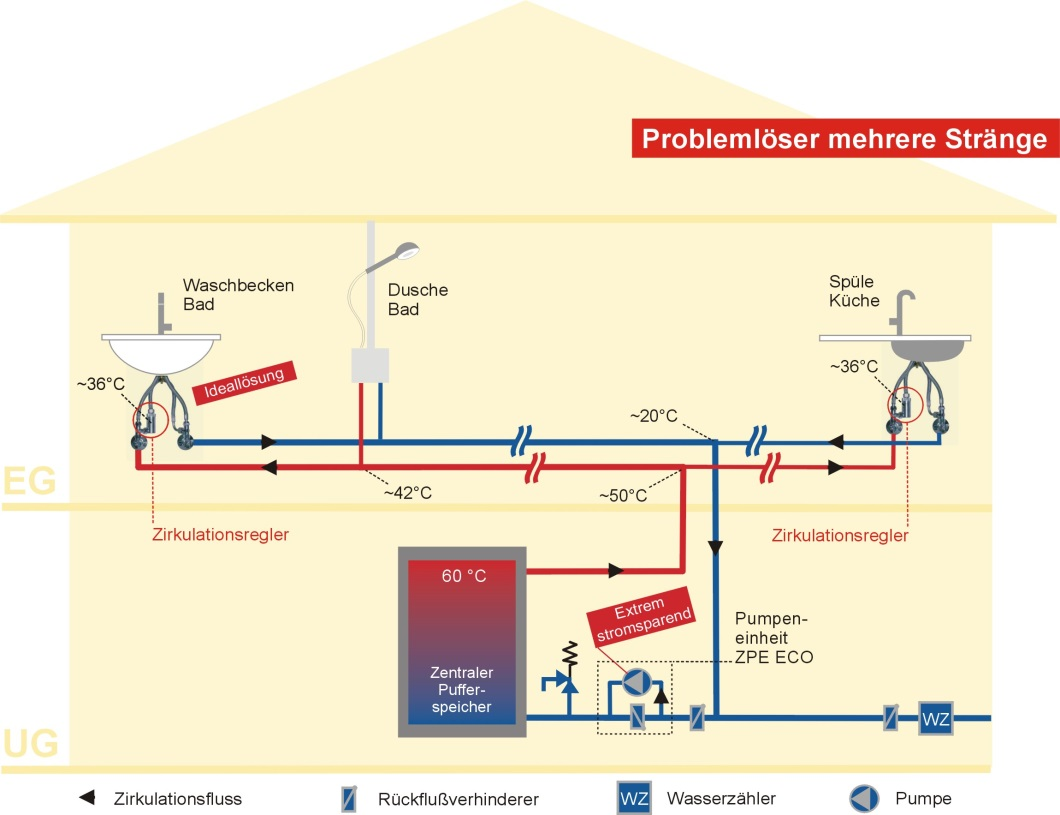 Problemlöser mehrere Stränge
Waschbecken
Bad
Dusche
Bad
Spüle
Küche
~36°C
Ideallösung
~36°C
~20°C
EG
~42°C
~50°C
Zirkulationsregler
Zirkulationsregler
60 °C
Extrem
stromsparend
Pumpen-
einheit
ZPE ECO
Zentraler
Puffer-
speicher
WZ
UG
Zirkulationsfluss
Rückflußverhinderer
WZ
Wasserzähler
Pumpe